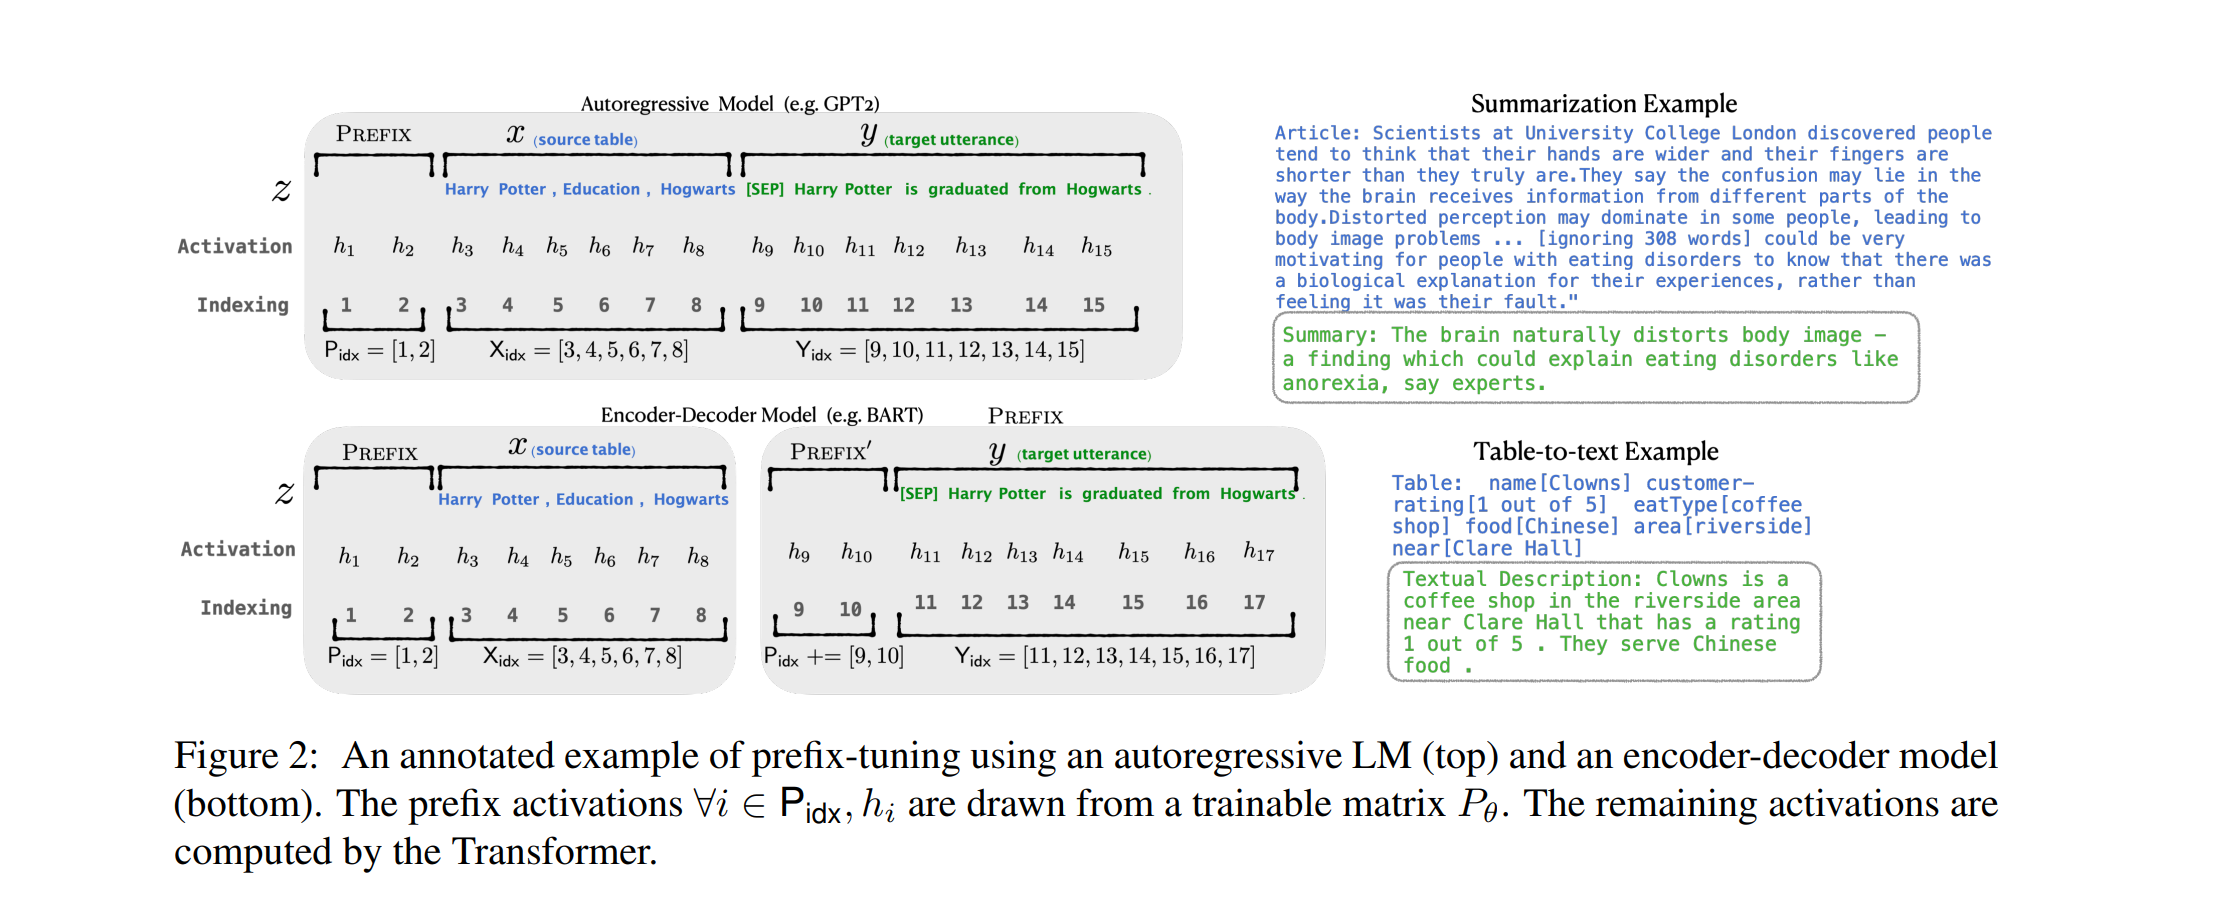 Autoregressive Model (e.g. GPT2)
PREFIX x (source table) y (target utterance)
z Harry Potter , Education , Hogwarts [SEP] Harry Potter is graduated from Hogwarts .
Activation h1 h2 h3 h4 h5 h6 h7 h8 h9 h10 h11 h12 h13 h14 h15
Indexing 1 2 3 4 5 6 7 8 9 10 11 12 13 14 15
Pidx = [1, 2] Xidx = [3, 4, 5, 6, 7, 8] Yidx = [9, 10, 11, 12, 13, 14, 15]
Encoder-Decoder Model (e.g. BART) PREFIX
PREFIX x (source table) PREFIX′ y (target utterance)
z Harry Potter , Education , Hogwarts [SEP] Harry Potter is graduated from Hogwarts .
Activation h1 h2 h3 h4 h5 h6 h7 h8 h9 h10 h11 h12 h13 h14 h15 h16 h17
Indexing 1 2 3 4 5 6 7 8 9 10 11 12 13 14 15 16 17
Pidx = [1, 2] Xidx = [3, 4, 5, 6, 7, 8] Pidx += [9, 10] Yidx = [11, 12, 13, 14, 15, 16, 17]
Summarization Example
Article: Scientists at University College London discovered people
tend to think that their hands are wider and their fingers are
shorter than they truly are.They say the confusion may lie in the
way the brain receives information from different parts of the
body.Distorted perception may dominate in some people, leading to
body image problems ... [ignoring 308 words] could be very
motivating for people with eating disorders to know that there was
a biological explanation for their experiences, rather than
feeling it was their fault."
Summary: The brain naturally distorts body image –
a finding which could explain eating disorders like
anorexia, say experts.
Table-to-text Example
Table: name[Clowns] customer-
rating[1 out of 5] eatType[coffee
shop] food[Chinese] area[riverside]
near[Clare Hall]
Textual Description: Clowns is a
coffee shop in the riverside area
near Clare Hall that has a rating
1 out of 5 . They serve Chinese
food .
Figure 2: An annotated example of prefix-tuning using an autoregressive LM (top) and an encoder-decoder model
(bottom). The prefix activations ∀i ∈ Pidx, hi are drawn from a trainable matrix Pθ. The remaining activations are
computed by the Transformer.